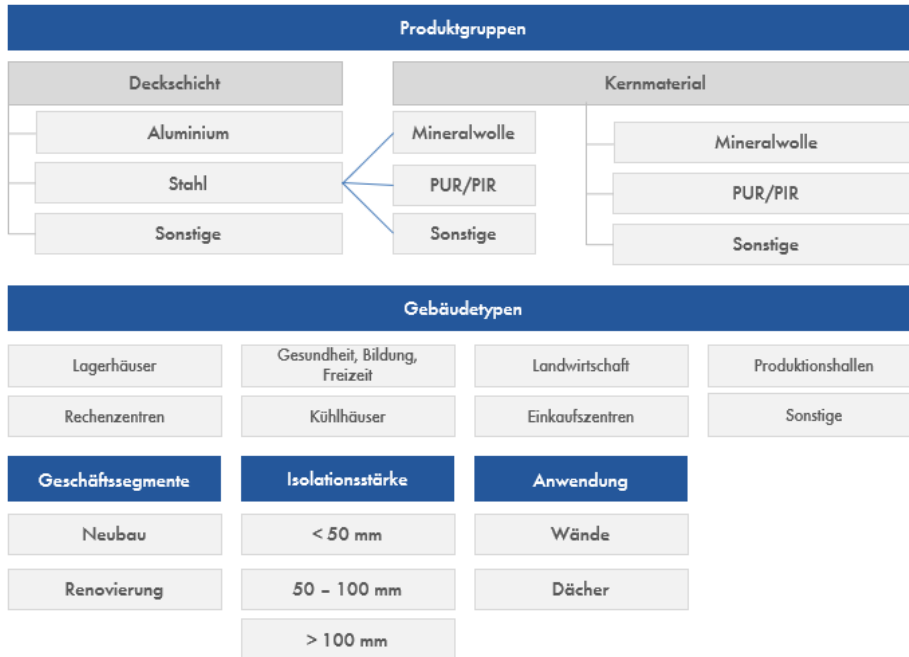 Produktgruppen
Deckschicht
Kernmaterial
Aluminium
Mineralwolle
Mineralwolle
Stahl
PUR/PIR
PUR/PIR
Sonstige
Sonstige
Sonstige
Gebäudetypen
Lagerhäuser
Gesundheit, Bildung,
Freizeit
Landwirtschaft
Produktionshallen
Rechenzentren
Kühlhäuser
Einkaufszentren
Sonstige
Geschäftssegmente
Isolationsstärke
Anwendung
Neubau
< 50 mm
Wände
Renovierung
50 – 100 mm
Dächer
> 100 mm